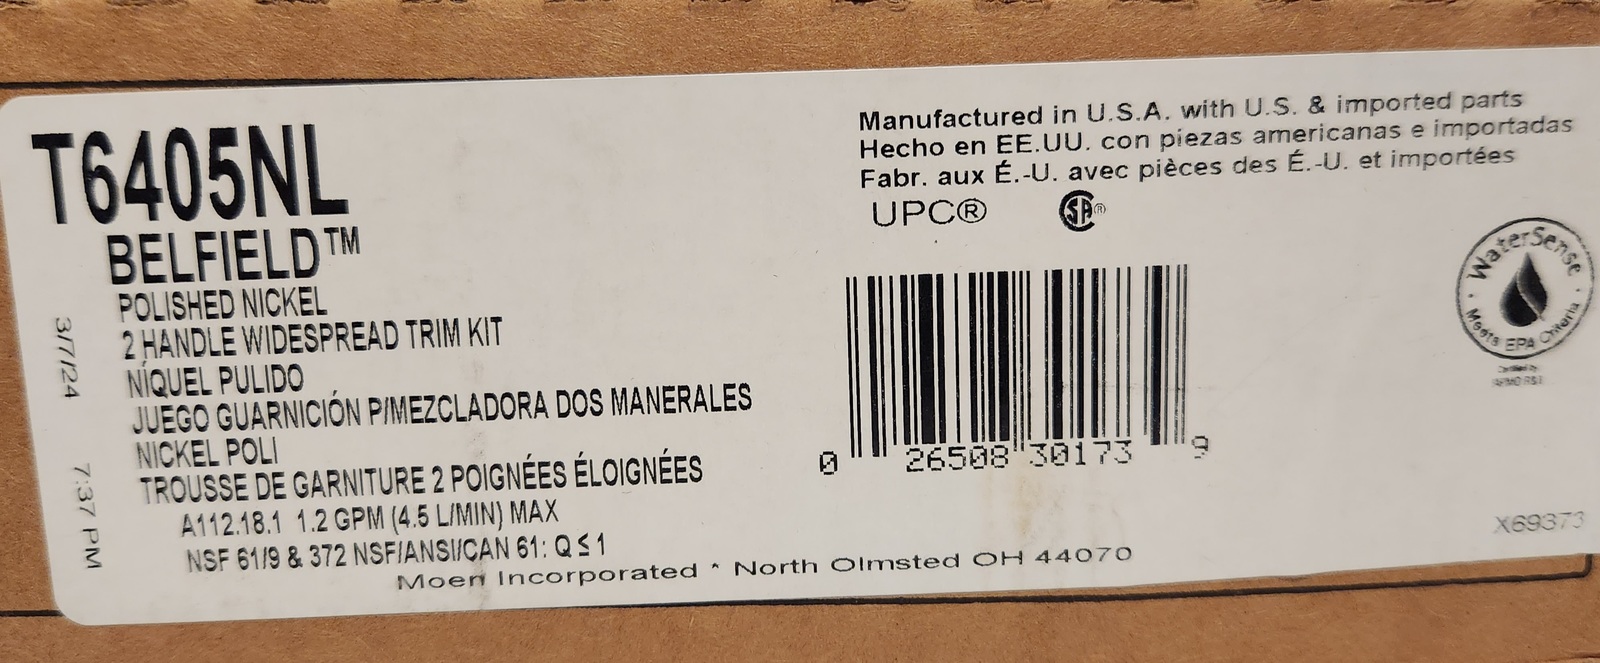 T6405NL
BELFIELD™
POLISHED NICKEL
2 HANDLE WIDESPREAD TRIM KIT
NÍQUEL PULIDO
JUEGO GUARNICIÓN P/MEZCLADORA DOS MANERALES
NICKEL POLI
TROUSSE DE GARNITURE 2 POIGNÉES ÉLOIGNÉES
A112.18.1 1.2 GPM (4.5 L/MIN) MAX
NSF 61/9 & 372 NSF/ANSI/CAN 61: Q ≤ 1
Moen Incorporated * North Olmsted OH 44070
3/7/24 7:37 PM
Manufactured in U.S.A. with U.S. & imported parts
Hecho en EE.UU. con piezas americanas e importadas
Fabr. aux É.-U. avec pièces des É.-U. et importées
UPC® SA®
0 26508 30173 9
WaterSense
Meets EPA Criteria
Certified by
X69373